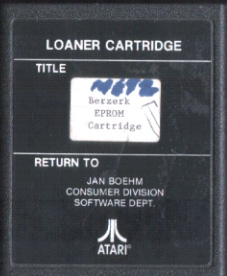 LOANER CARTRIDGE
TITLE
Berzerk
EPROM
Cartridge
RETURN TO
JAN BOEHM
CONSUMER DIVISION
SOFTWARE DEPT.
ATARI®